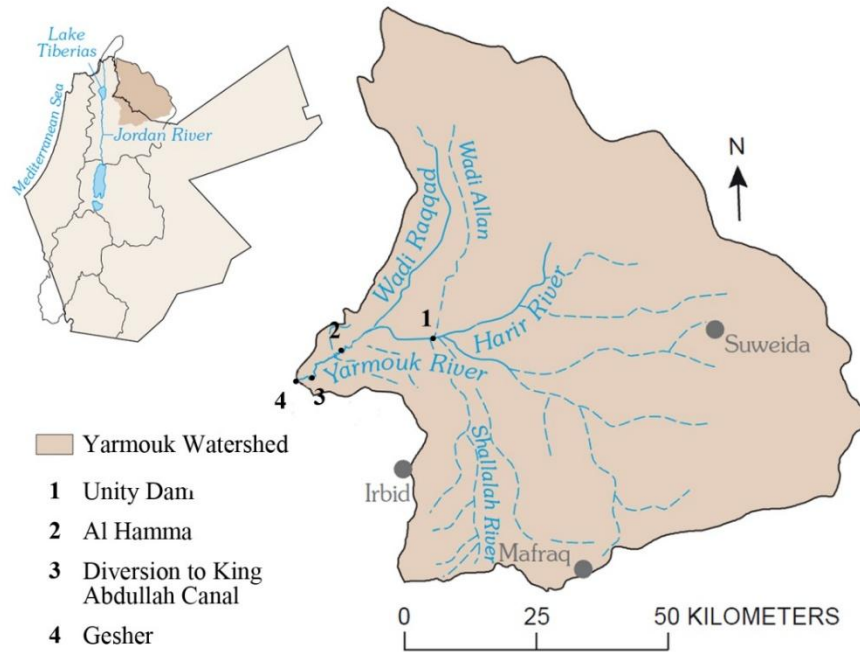 Lake
Tiberias
Mediterranean Sea
Jordan River
N
Wadi Raqqad
Wadi Allan
1
Harir River
2
Suweida
Yarmouk River
4
3
Shallalah River
Irbid
Mafraq
Yarmouk Watershed
1 Unity Dam
2 Al Hamma
3 Diversion to King
Abdullah Canal
4 Gesher
0 25 50 KILOMETERS